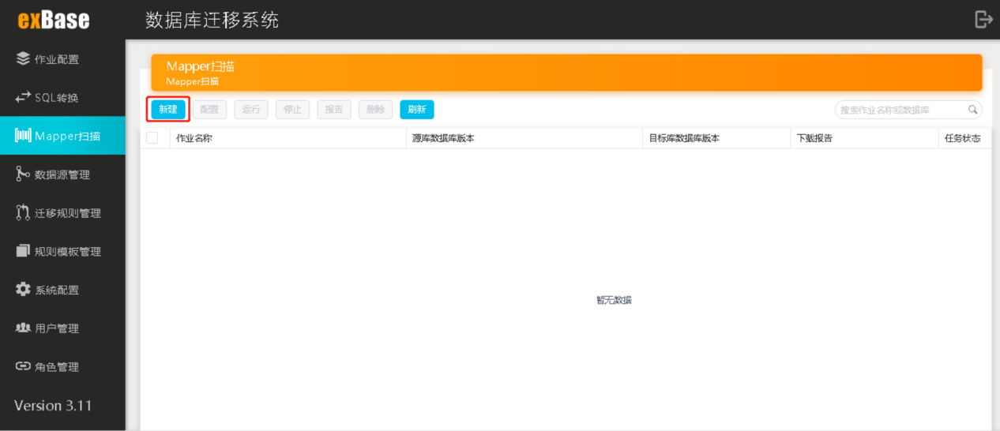 exBase
数据库迁移系统
作业配置
SQL转换
Mapper扫描
数据源管理
迁移规则管理
规则模板管理
系统配置
用户管理
角色管理
Version 3.11
Mapper扫描
Mapper扫描
新建 配置 运行 停止 报告 删除 刷新 搜索作业名称或数据库
作业名称 源库数据库版本 目标库数据库版本 下载报告 任务状态
暂无数据